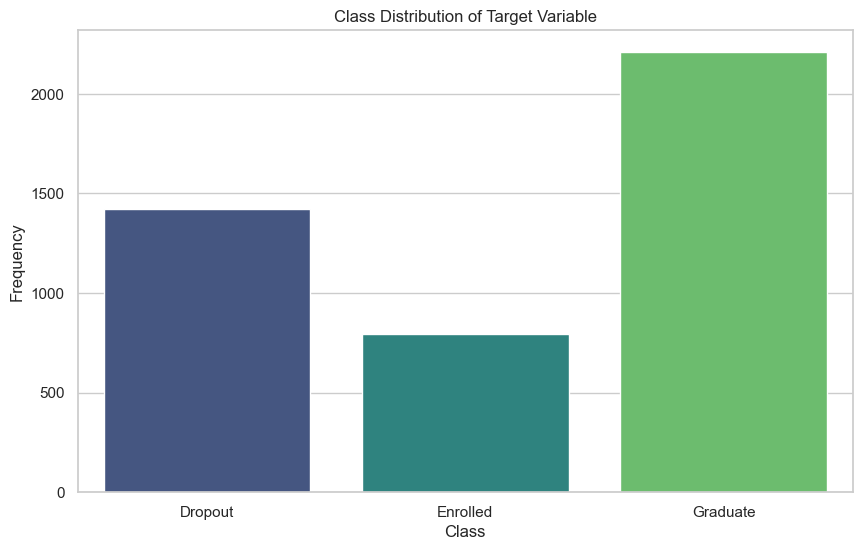 Class Distribution of Target Variable
Frequency
2000
1500
1000
500
0
Dropout Enrolled Graduate
Class